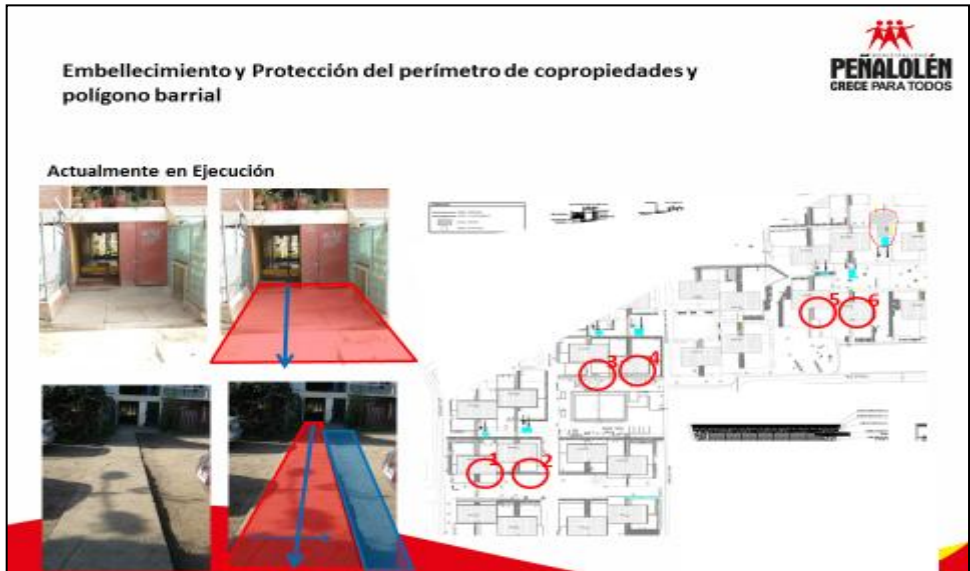 Embellecimiento y Protección del perímetro de copropiedades y
polígono barrial
PEÑALOLÉN
CRECE PARA TODOS
Actualmente en Ejecución
1
2
3
4
5
6